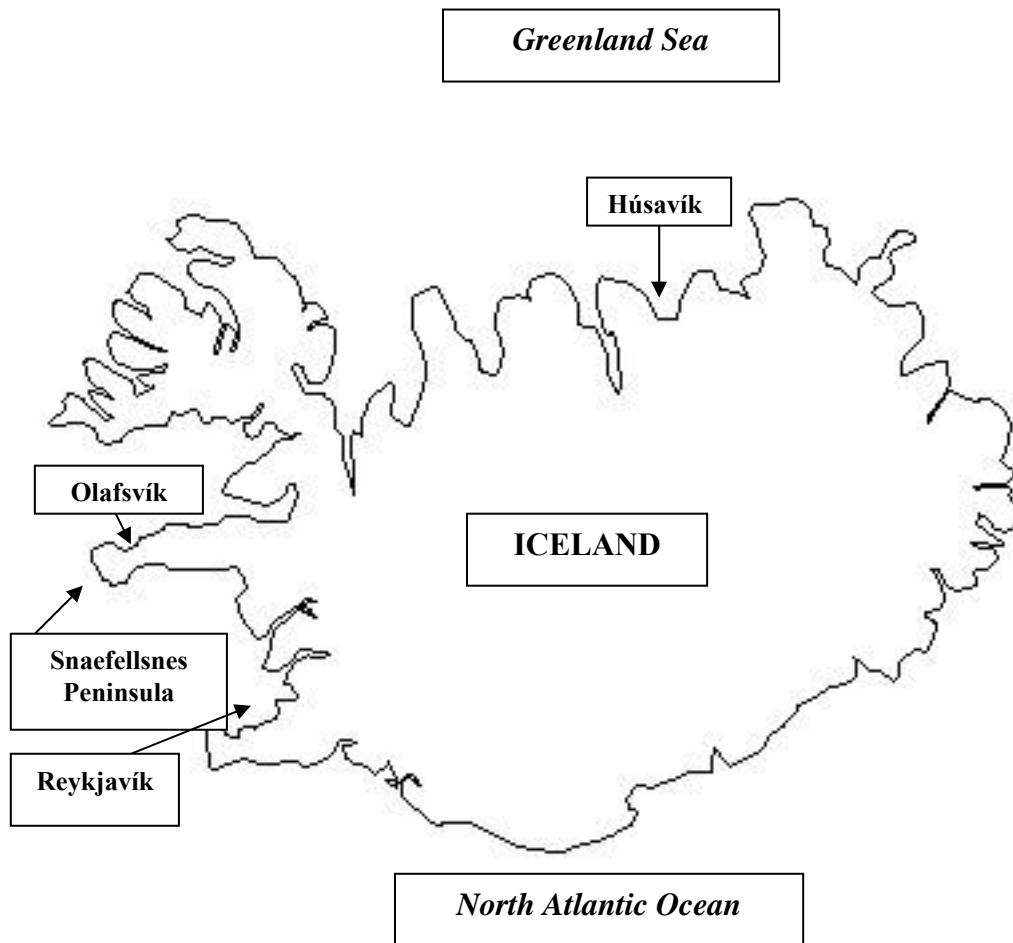 Greenland Sea
Húsavík
Olafsvík
ICELAND
Snaefellsnes
Peninsula
Reykjavík
North Atlantic Ocean